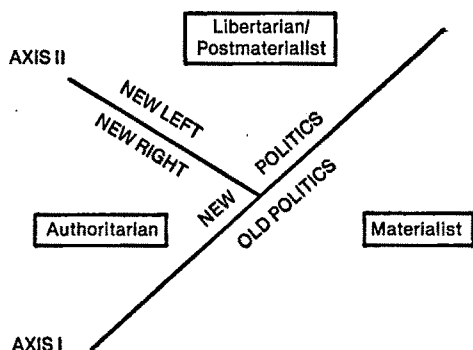 Libertarian/
Postmaterialist
AXIS II
NEW LEFT
NEW RIGHT
NEW POLITICS
OLD POLITICS
Authoritarian
Materialist
AXIS I